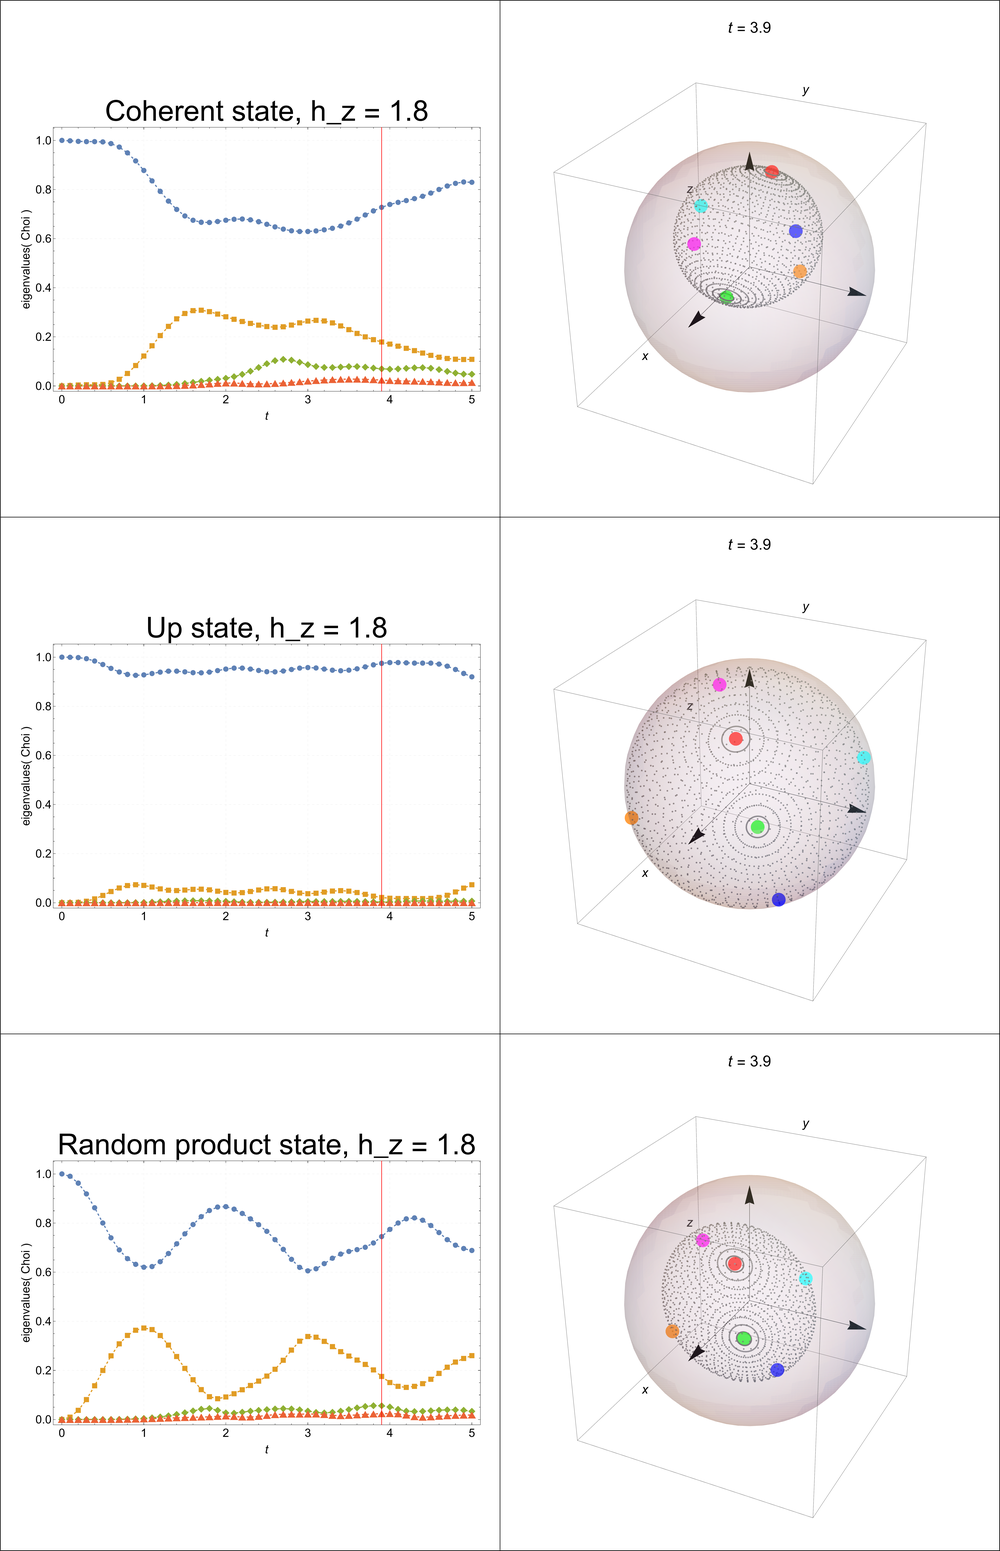 Coherent state, h_z = 1.8
eigenvalues( Choi )
1.0
0.8
0.6
0.4
0.2
0.0
0 1 2 3 4 5
t
t = 3.9
y
z
x
Up state, h_z = 1.8
eigenvalues( Choi )
1.0
0.8
0.6
0.4
0.2
0.0
0 1 2 3 4 5
t
t = 3.9
y
z
x
Random product state, h_z = 1.8
eigenvalues( Choi )
1.0
0.8
0.6
0.4
0.2
0.0
0 1 2 3 4 5
t
t = 3.9
y
z
x